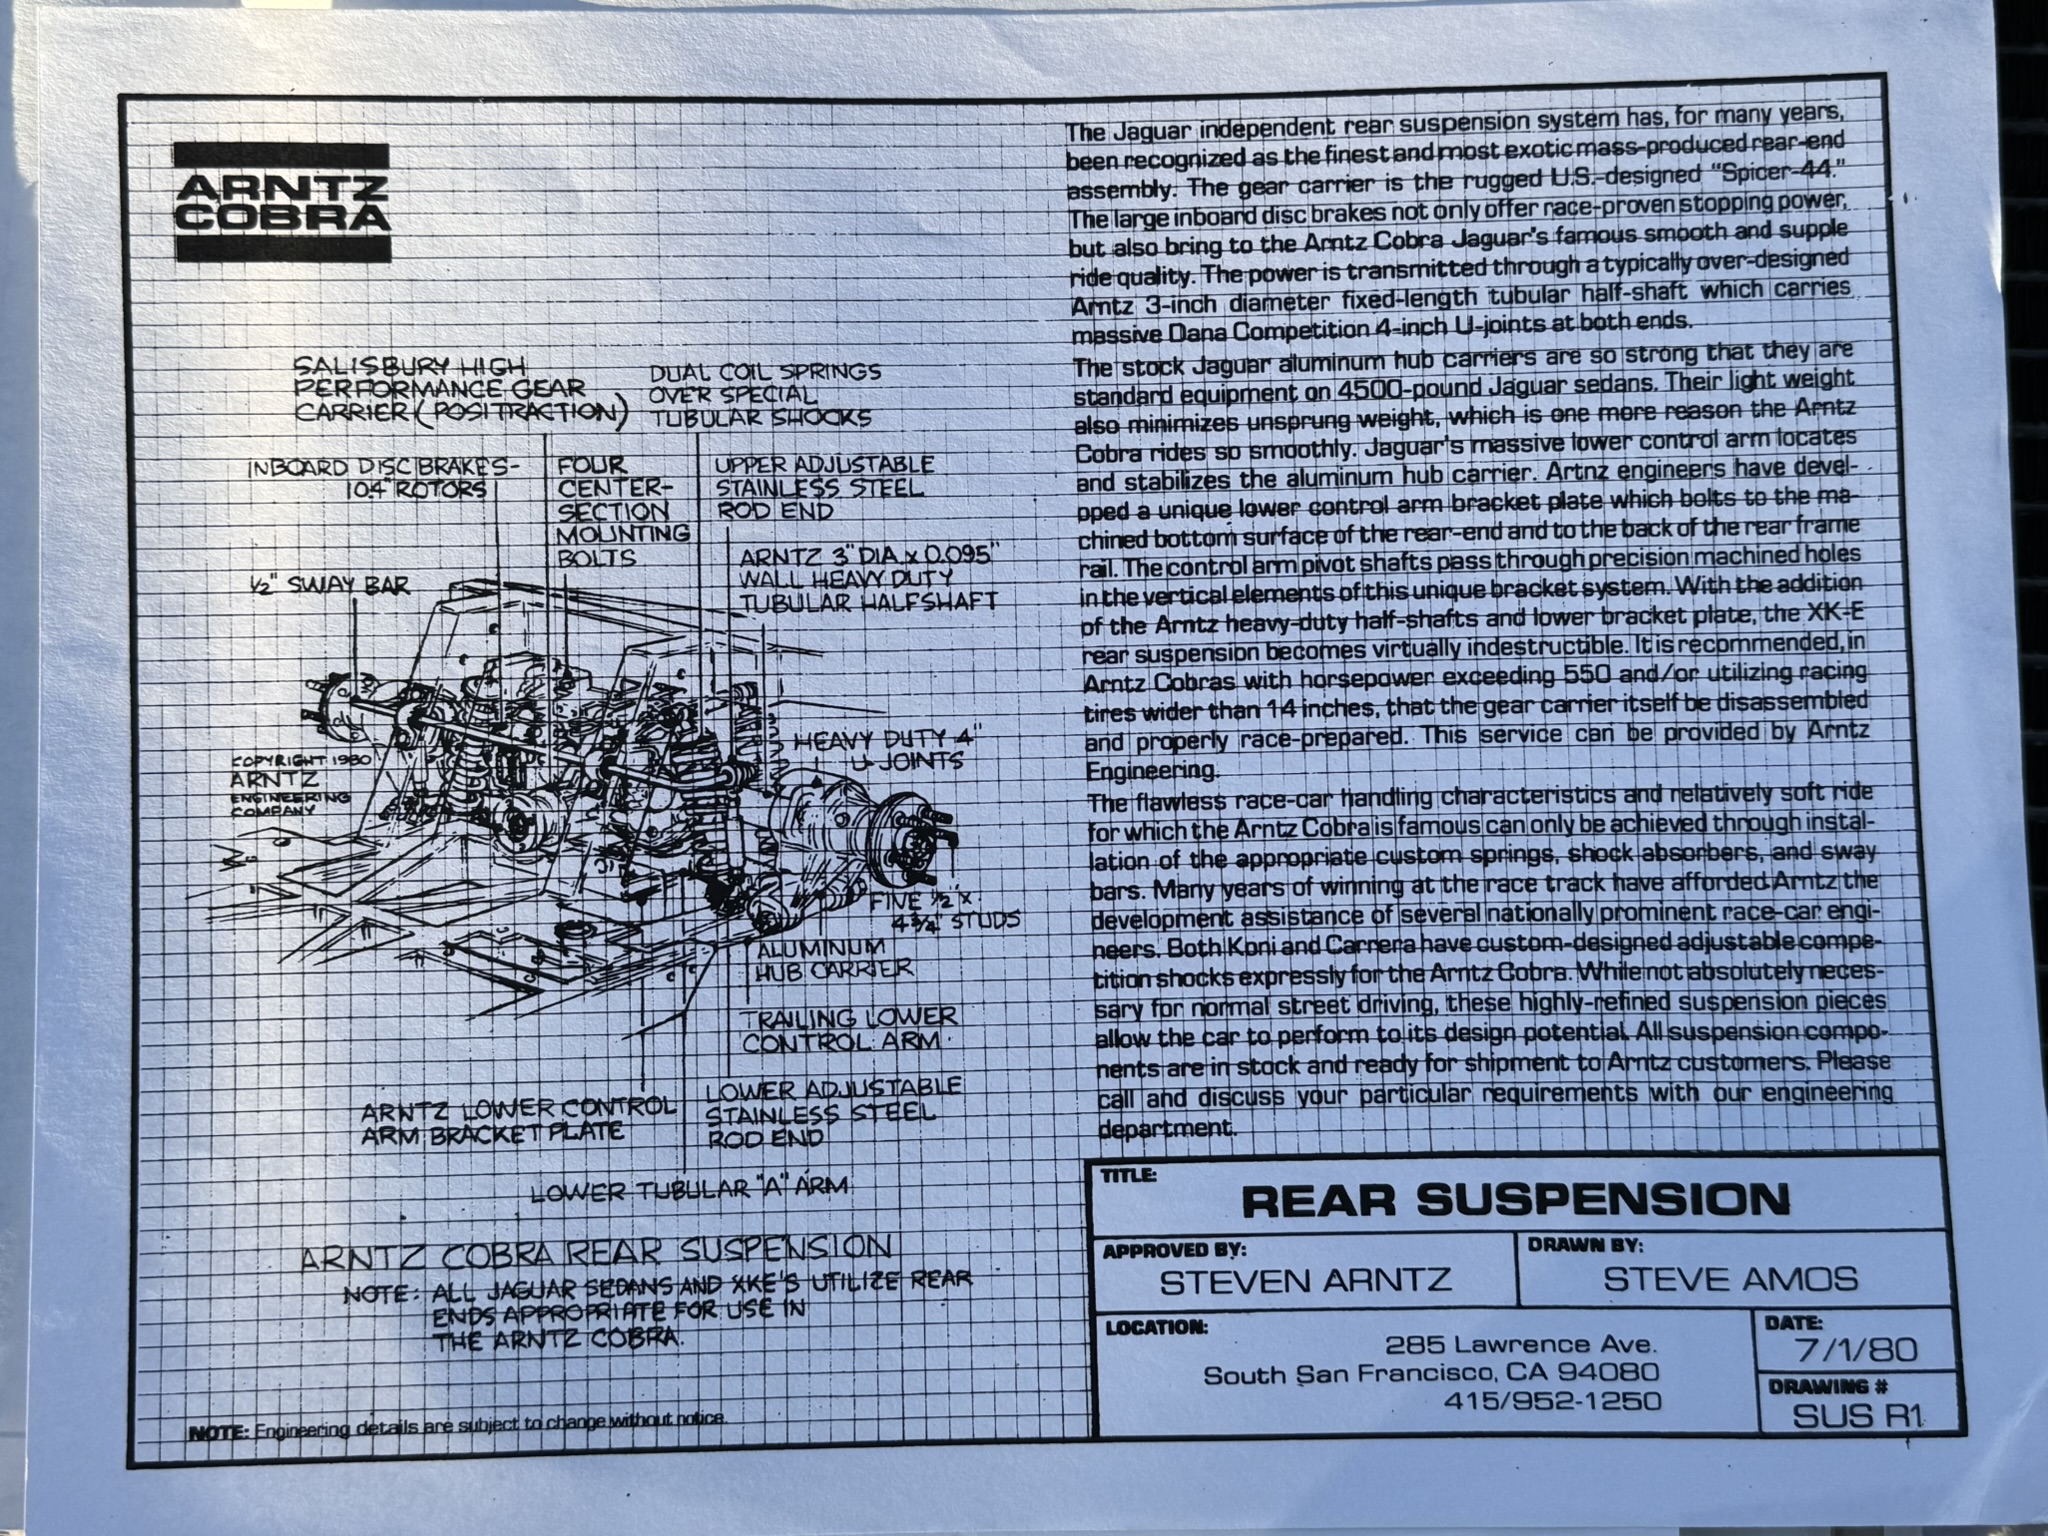 ARNTZ
COBRA
SALISBURY HIGH
PERFORMANCE GEAR
CARRIER (POSITRACTION)
DUAL COIL SPRINGS
OVER SPECIAL
TUBULAR SHOCKS
INBOARD DISC BRAKES-
10.4" ROTORS
FOUR
CENTER-
SECTION
MOUNTING
BOLTS
UPPER ADJUSTABLE
STAINLESS STEEL
ROD END
ARNTZ 3" DIA. x 0.095"
WALL HEAVY DUTY
TUBULAR HALFSHAFT
1/2" SWAY BAR
HEAVY DUTY 4"
U-JOINTS
COPYRIGHT 1980
ARNTZ
ENGINEERING
COMPANY
FIVE 1/2" x
4 3/4" STUDS
ALUMINUM
HUB CARRIER
TRAILING LOWER
CONTROL ARM
LOWER ADJUSTABLE
STAINLESS STEEL
ROD END
ARNTZ LOWER CONTROL
ARM BRACKET PLATE
LOWER TUBULAR "A" ARM
ARNTZ COBRA REAR SUSPENSION
NOTE: ALL JAGUAR SEDANS AND XKE'S UTILIZE REAR
ENDS APPROPRIATE FOR USE IN
THE ARNTZ COBRA.
NOTE: Engineering details are subject to change without notice.
The Jaguar independent rear suspension system has, for many years,
been recognized as the finest and most exotic mass-produced rear-end
assembly. The gear carrier is the rugged U.S.-designed "Spicer-44."
The large inboard disc brakes not only offer race-proven stopping power,
but also bring to the Arntz Cobra Jaguar's famous smooth and supple
ride quality. The power is transmitted through a typically over-designed
Arntz 3-inch diameter fixed-length tubular half-shaft which carries
massive Dana Competition 4-inch U-joints at both ends.
The stock Jaguar aluminum hub carriers are so strong that they are
standard equipment on 4500-pound Jaguar sedans. Their light weight
also minimizes unsprung weight, which is one more reason the Arntz
Cobra rides so smoothly. Jaguar's massive lower control arm locates
and stabilizes the aluminum hub carrier. Artnz engineers have devel-
oped a unique lower control arm bracket plate which bolts to the ma-
chined bottom surface of the rear-end and to the back of the rear frame
rail. The control arm pivot shafts pass through precision machined holes
in the vertical elements of this unique bracket system. With the addition
of the Arntz heavy-duty half-shafts and lower bracket plate, the XK-E
rear suspension becomes virtually indestructible. It is recommended, in
Arntz Cobras with horsepower exceeding 550 and/or utilizing racing
tires wider than 14 inches, that the gear carrier itself be disassembled
and properly race-prepared. This service can be provided by Arntz
Engineering.
The flawless race-car handling characteristics and relatively soft ride
for which the Arntz Cobra is famous can only be achieved through instal-
lation of the appropriate custom springs, shock absorbers, and sway
bars. Many years of winning at the race track have afforded Arntz the
development assistance of several nationally prominent race-car engi-
neers. Both Koni and Carrera have custom-designed adjustable compe-
tition shocks expressly for the Arntz Cobra. While not absolutely neces-
sary for normal street driving, these highly-refined suspension pieces
allow the car to perform to its design potential. All suspension compo-
nents are in stock and ready for shipment to Arntz customers. Please
call and discuss your particular requirements with our engineering
department.
TITLE:
REAR SUSPENSION
APPROVED BY:
STEVEN ARNTZ
DRAWN BY:
STEVE AMOS
LOCATION:
285 Lawrence Ave.
South San Francisco, CA 94080
415/952-1250
DATE:
7/1/80
DRAWING #
SUS R1